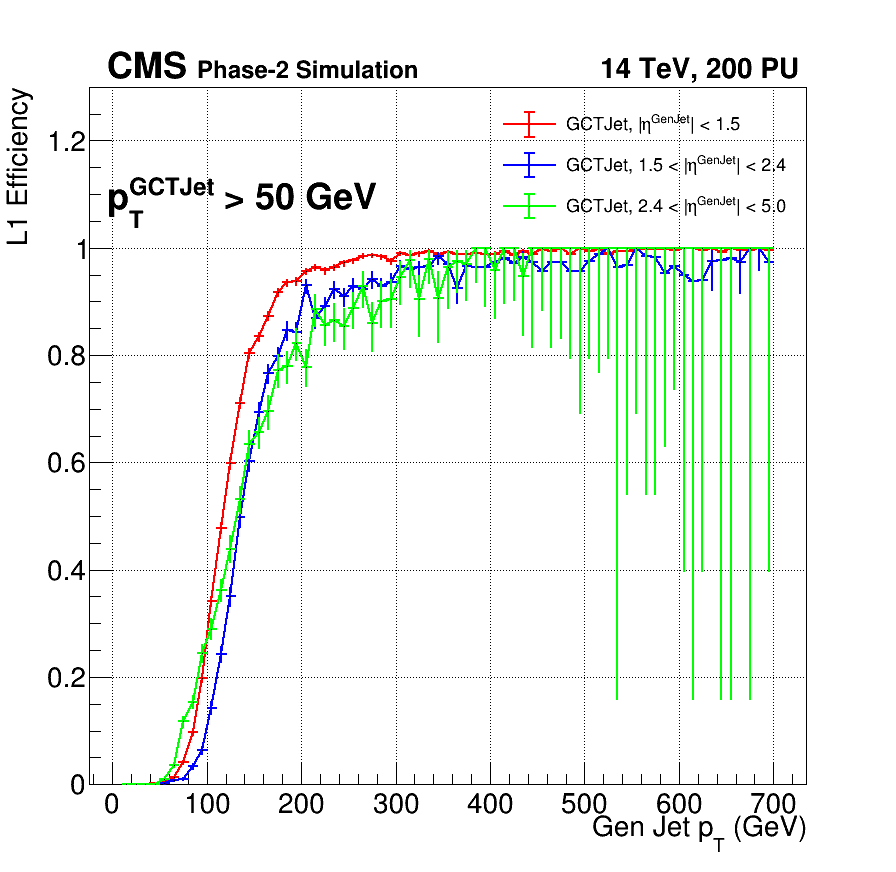 CMS Phase-2 Simulation 14 TeV, 200 PU
L1 Efficiency
GCTJet, |η^GenJet| < 1.5
GCTJet, 1.5 < |η^GenJet| < 2.4
GCTJet, 2.4 < |η^GenJet| < 5.0
p_T^GCTJet > 50 GeV
1.2
1
0.8
0.6
0.4
0.2
0
0 100 200 300 400 500 600 700
Gen Jet p_T (GeV)